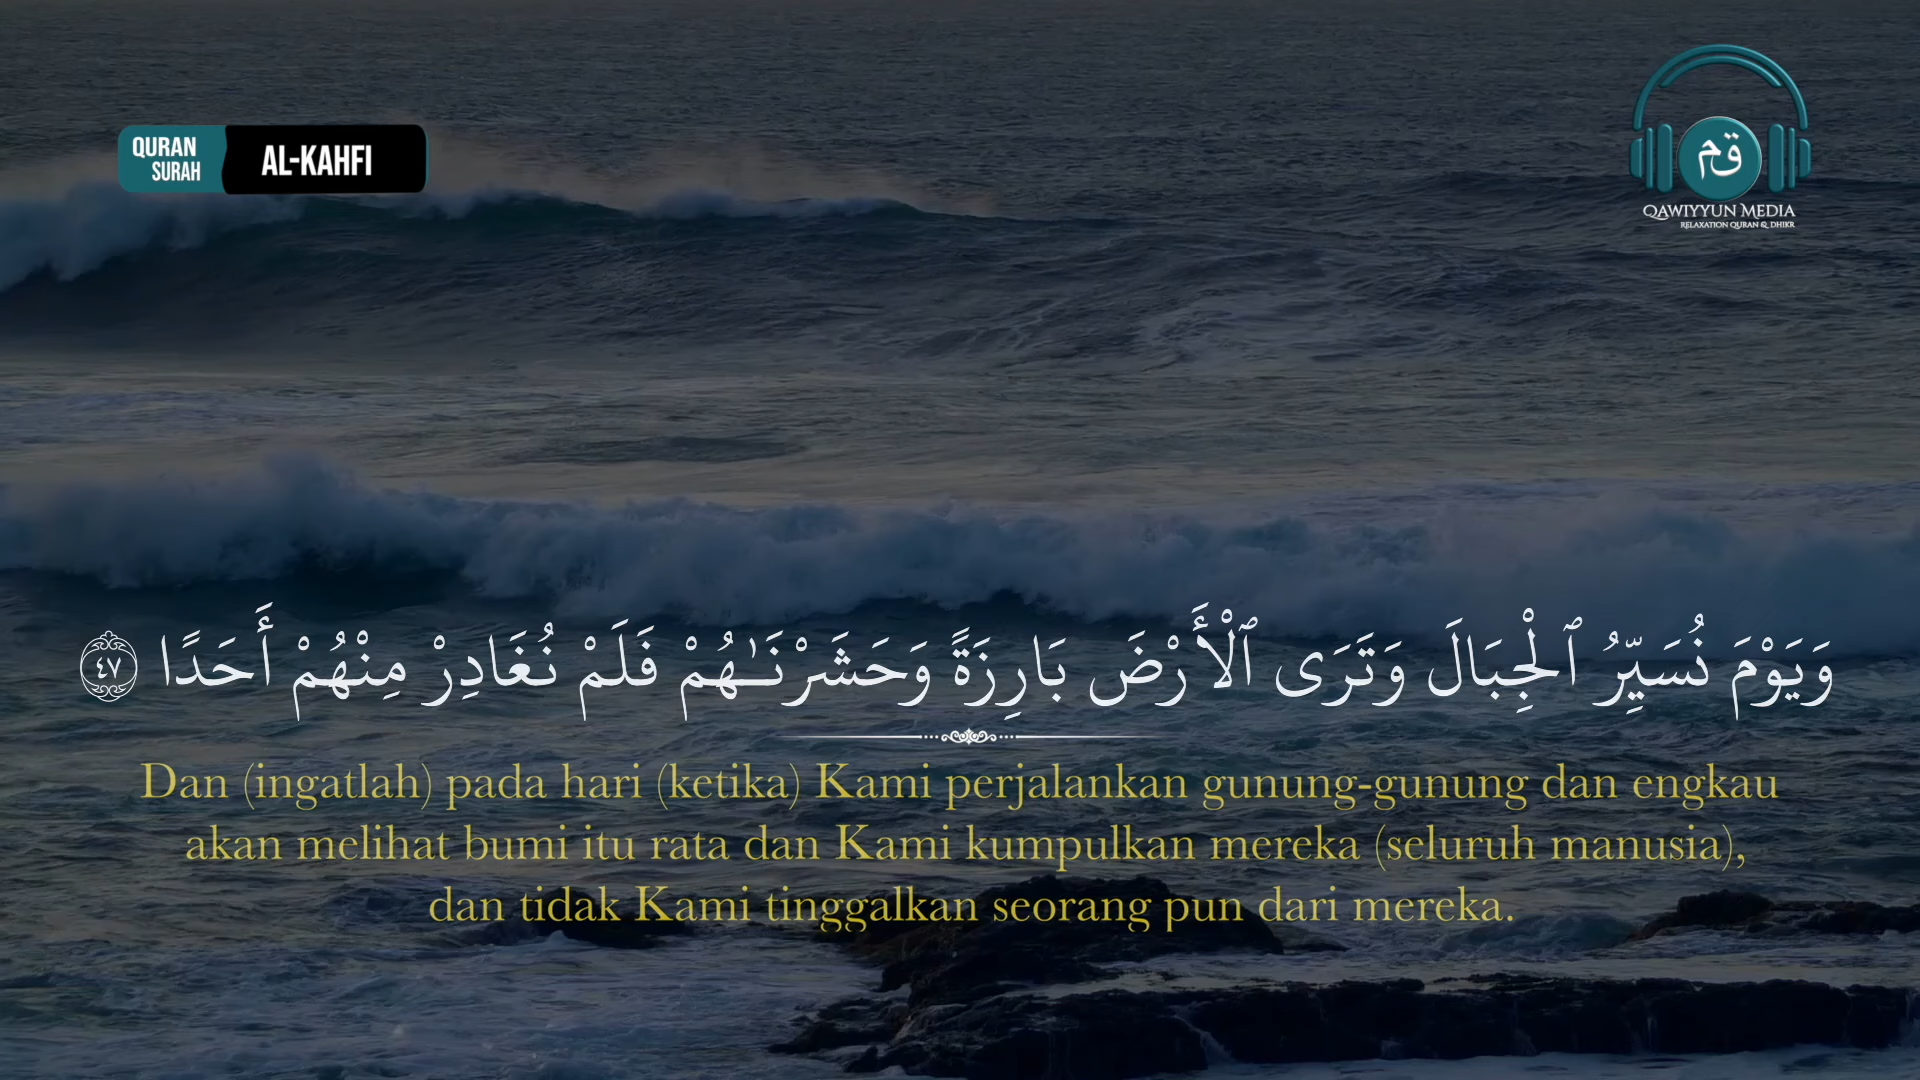 QURAN
SURAH
AL-KAHFI
قم
QAWIYYUN MEDIA
RELAXATION QURAN & DHIKR
وَيَوْمَ نُسَيِّرُ ٱلْجِبَالَ وَتَرَى ٱلْأَرْضَ بَارِزَةً وَحَشَرْنَـٰهُمْ فَلَمْ نُغَادِرْ مِنْهُمْ أَحَدًا ٤٧
Dan (ingatlah) pada hari (ketika) Kami perjalankan gunung-gunung dan engkau
akan melihat bumi itu rata dan Kami kumpulkan mereka (seluruh manusia),
dan tidak Kami tinggalkan seorang pun dari mereka.